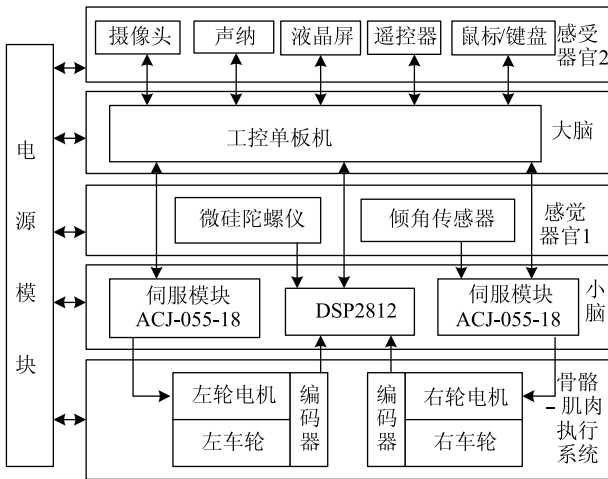 摄像头
声纳
液晶屏
遥控器
鼠标/键盘
感受
器官2
工控单板机
大脑
电
源
模
块
微硅陀螺仪
倾角传感器
感觉
器官1
伺服模块
ACJ-055-18
DSP2812
伺服模块
ACJ-055-18
小
脑
左轮电机
左车轮
编
码
器
编
码
器
右轮电机
右车轮
骨骼
-肌肉
执行
系统